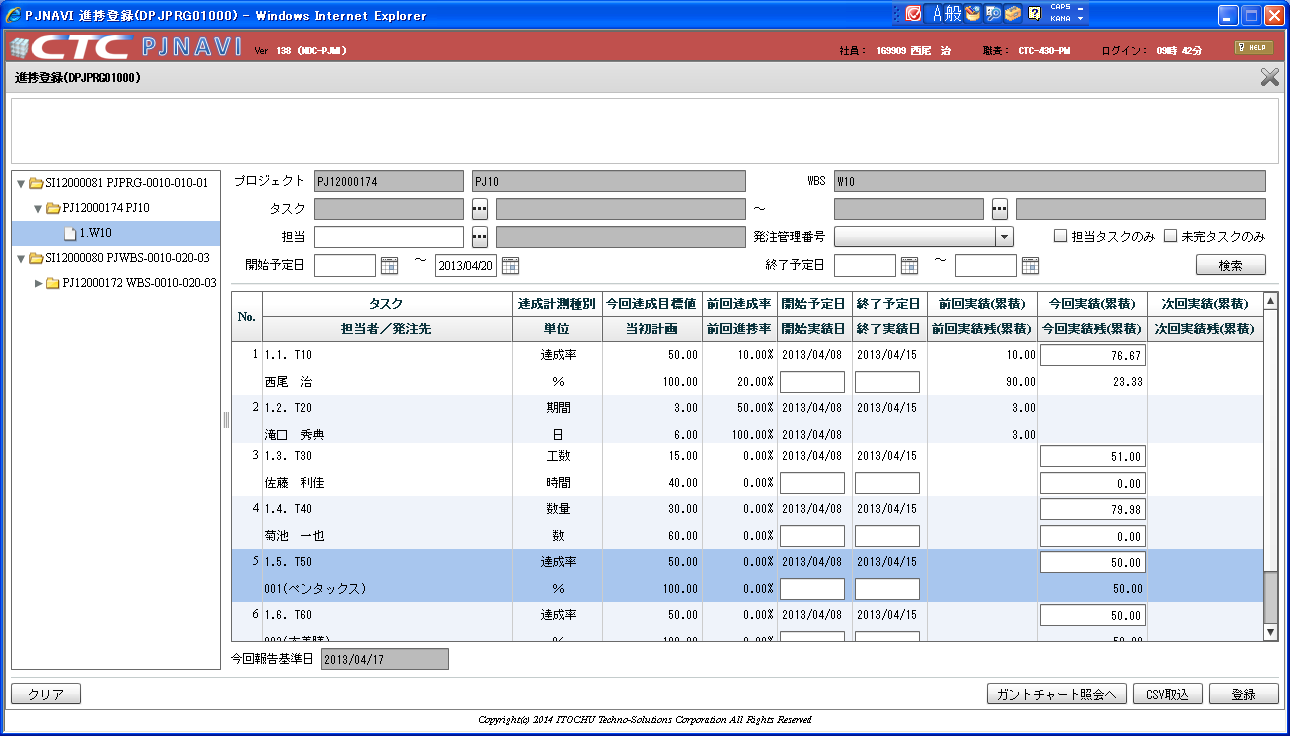 PJNAVI 進捗登録(DPJPRG01000) - Windows Internet Explorer
A 般 CAPS KANA
CTC PJNAVI Ver 138 (NDC-PJM) 社員： 169909 西尾　治 職責： CTC-430-PM ログイン： 09時 42分 ? HELP
進捗登録(DPJPRG01000)
SI12000081 PJPRG-0010-010-01
PJ12000174 PJ10
1.W10
SI12000080 PJWBS-0010-020-03
PJ12000172 WBS-0010-020-03
プロジェクト PJ12000174 PJ10 WBS W10
タスク ... ～ ...
担当 ... 発注管理番号 担当タスクのみ 未完タスクのみ
開始予定日 ～ 2013/04/20 終了予定日 ～ 検索
No. タスク 達成計測種別 今回達成目標値 前回達成率 開始予定日 終了予定日 前回実績(累積) 今回実績(累積) 次回実績(累積)
担当者／発注先 単位 当初計画 前回進捗率 開始実績日 終了実績日 前回実績残(累積) 今回実績残(累積) 次回実績残(累積)
1 1.1. T10 達成率 50.00 10.00% 2013/04/08 2013/04/15 10.00 76.67
西尾　治 % 100.00 20.00% 90.00 23.33
2 1.2. T20 期間 3.00 50.00% 2013/04/08 2013/04/15 3.00
滝口　秀典 日 6.00 100.00% 2013/04/08 3.00
3 1.3. T30 工数 15.00 0.00% 2013/04/08 2013/04/15 51.00
佐藤　利佳 時間 40.00 0.00% 0.00
4 1.4. T40 数量 30.00 0.00% 2013/04/08 2013/04/15 79.98
菊池　一也 数 60.00 0.00% 0.00
5 1.5. T50 達成率 50.00 0.00% 2013/04/08 2013/04/15 50.00
001(ペンタックス) % 100.00 0.00% 50.00
6 1.6. T60 達成率 50.00 0.00% 2013/04/08 2013/04/15 50.00
% 100.00 0.00% 50.00
今回報告基準日 2013/04/17
クリア ガントチャート照会へ CSV取込 登録
Copyright(c) 2014 ITOCHU Techno-Solutions Corporation All Rights Reserved